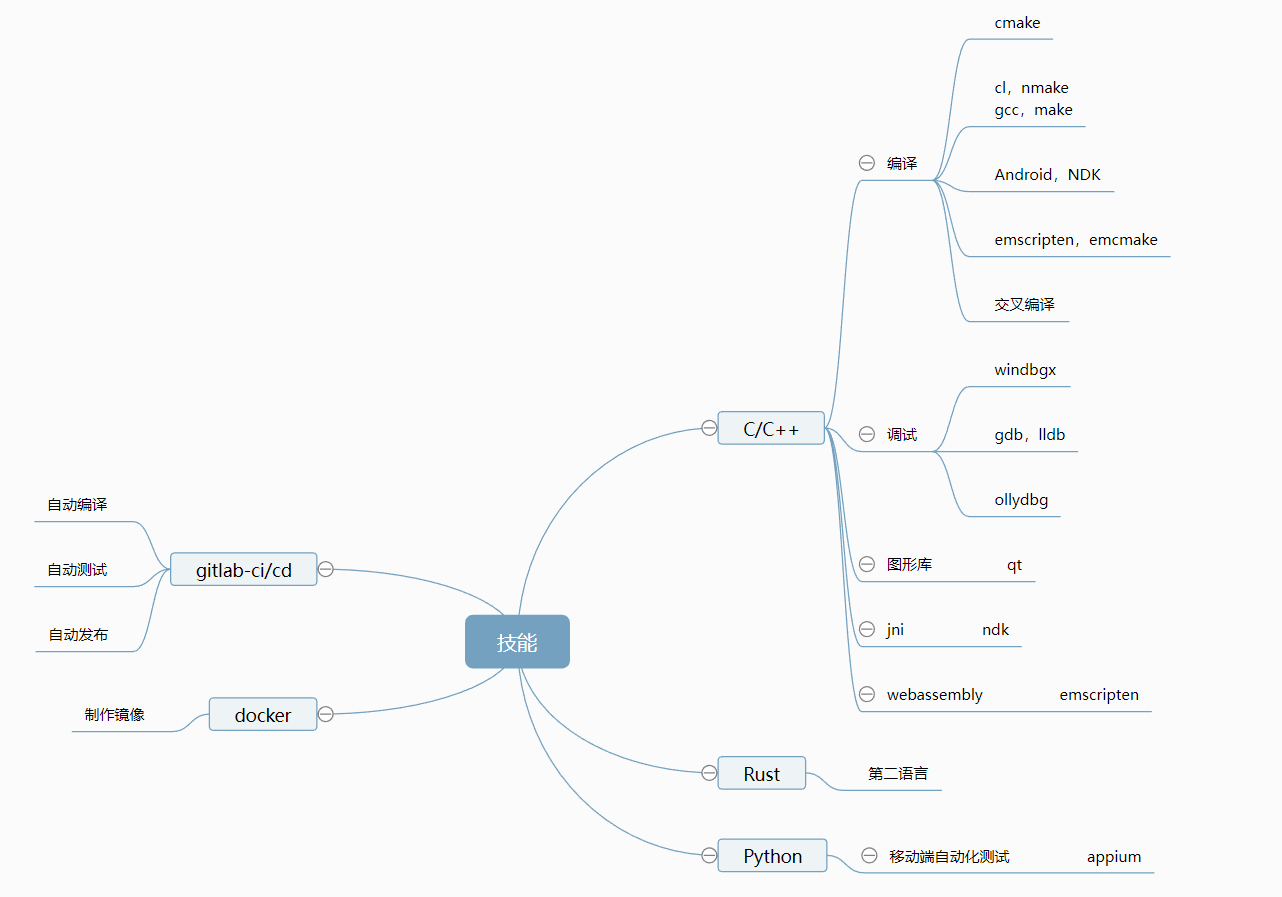 技能
C/C++
编译
cmake
cl，nmake
gcc，make
Android，NDK
emscripten，emcmake
交叉编译
调试
windbgx
gdb，lldb
ollydbg
图形库
qt
jni
ndk
webassembly
emscripten
Rust
第二语言
Python
移动端自动化测试
appium
gitlab-ci/cd
自动编译
自动测试
自动发布
docker
制作镜像